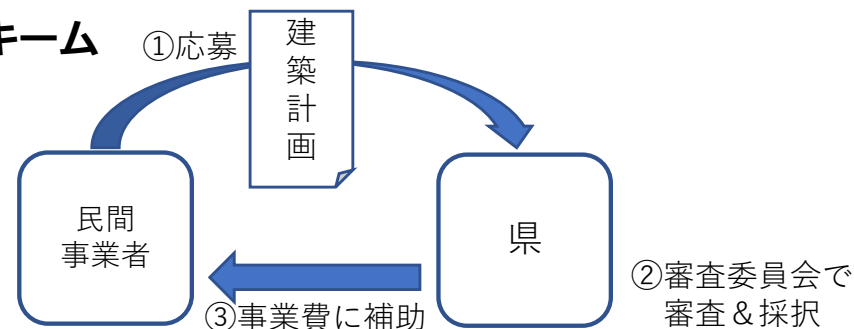 キーム
①応募
建築計画
民間
事業者
県
②審査委員会で
審査＆採択
③事業費に補助